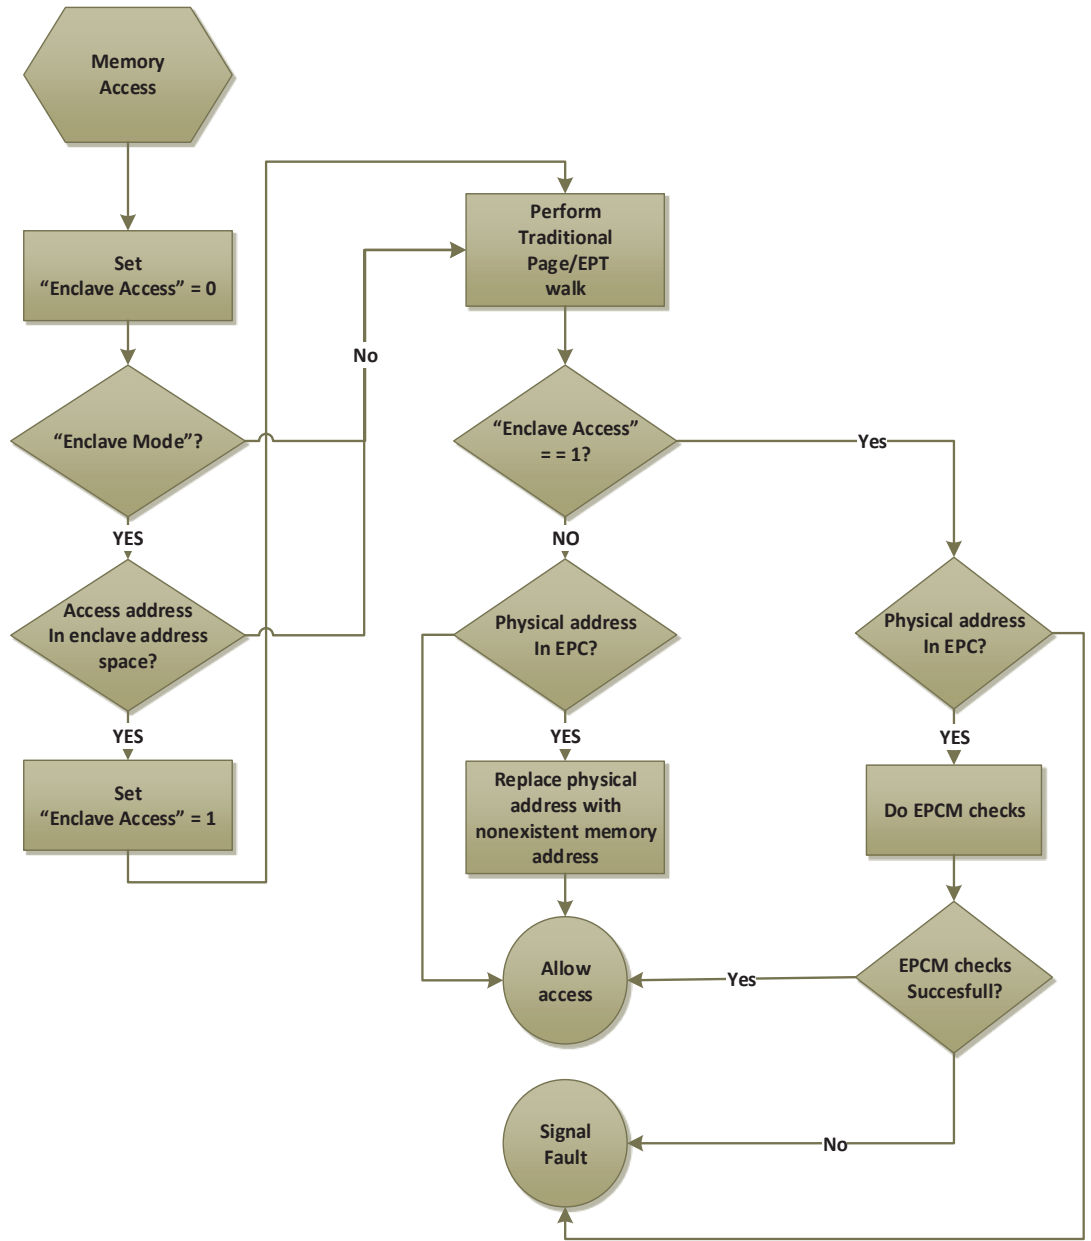 Memory
Access
Set
“Enclave Access” = 0
“Enclave Mode”?
YES
Access address
In enclave address
space?
YES
Set
“Enclave Access” = 1
No
Perform
Traditional
Page/EPT
walk
“Enclave Access”
= = 1?
Yes
NO
Physical address
In EPC?
YES
Replace physical
address with
nonexistent memory
address
Allow
access
Physical address
In EPC?
YES
Do EPCM checks
EPCM checks
Succesfull?
Yes
No
Signal
Fault